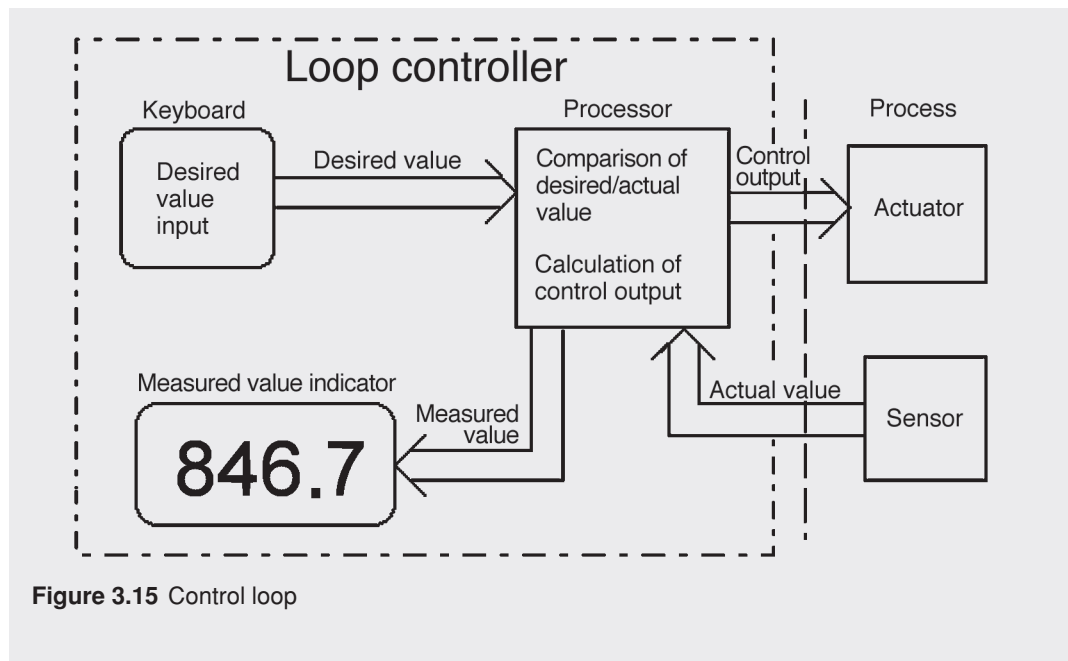 Loop controller
Keyboard
Processor
Process
Desired
value
input
Desired value
Comparison of
desired/actual
value
Calculation of
control output
Control
output
Actuator
Measured value indicator
846.7
Measured
value
Actual value
Sensor
Figure 3.15 Control loop